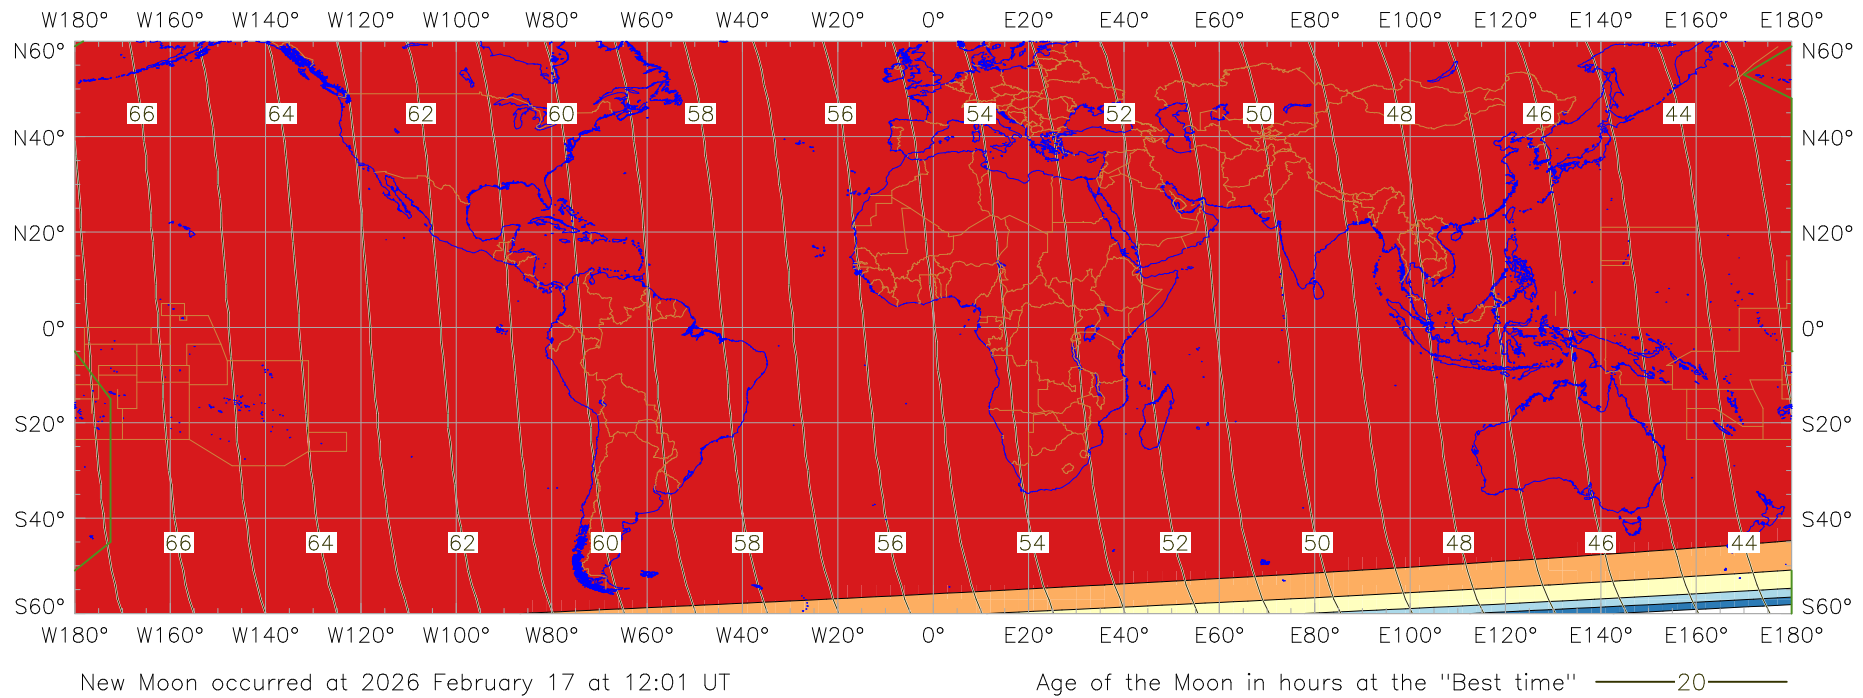 W180° W160° W140° W120° W100° W80° W60° W40° W20° 0° E20° E40° E60° E80° E100° E120° E140° E160° E180°
N60° N60°
66 64 62 60 58 56 54 52 50 48 46 44
N40° N40°
N20° N20°
0° 0°
S20° S20°
S40° S40°
66 64 62 60 58 56 54 52 50 48 46 44
S60° S60°
W180° W160° W140° W120° W100° W80° W60° W40° W20° 0° E20° E40° E60° E80° E100° E120° E140° E160° E180°
New Moon occurred at 2026 February 17 at 12:01 UT Age of the Moon in hours at the "Best time" 20